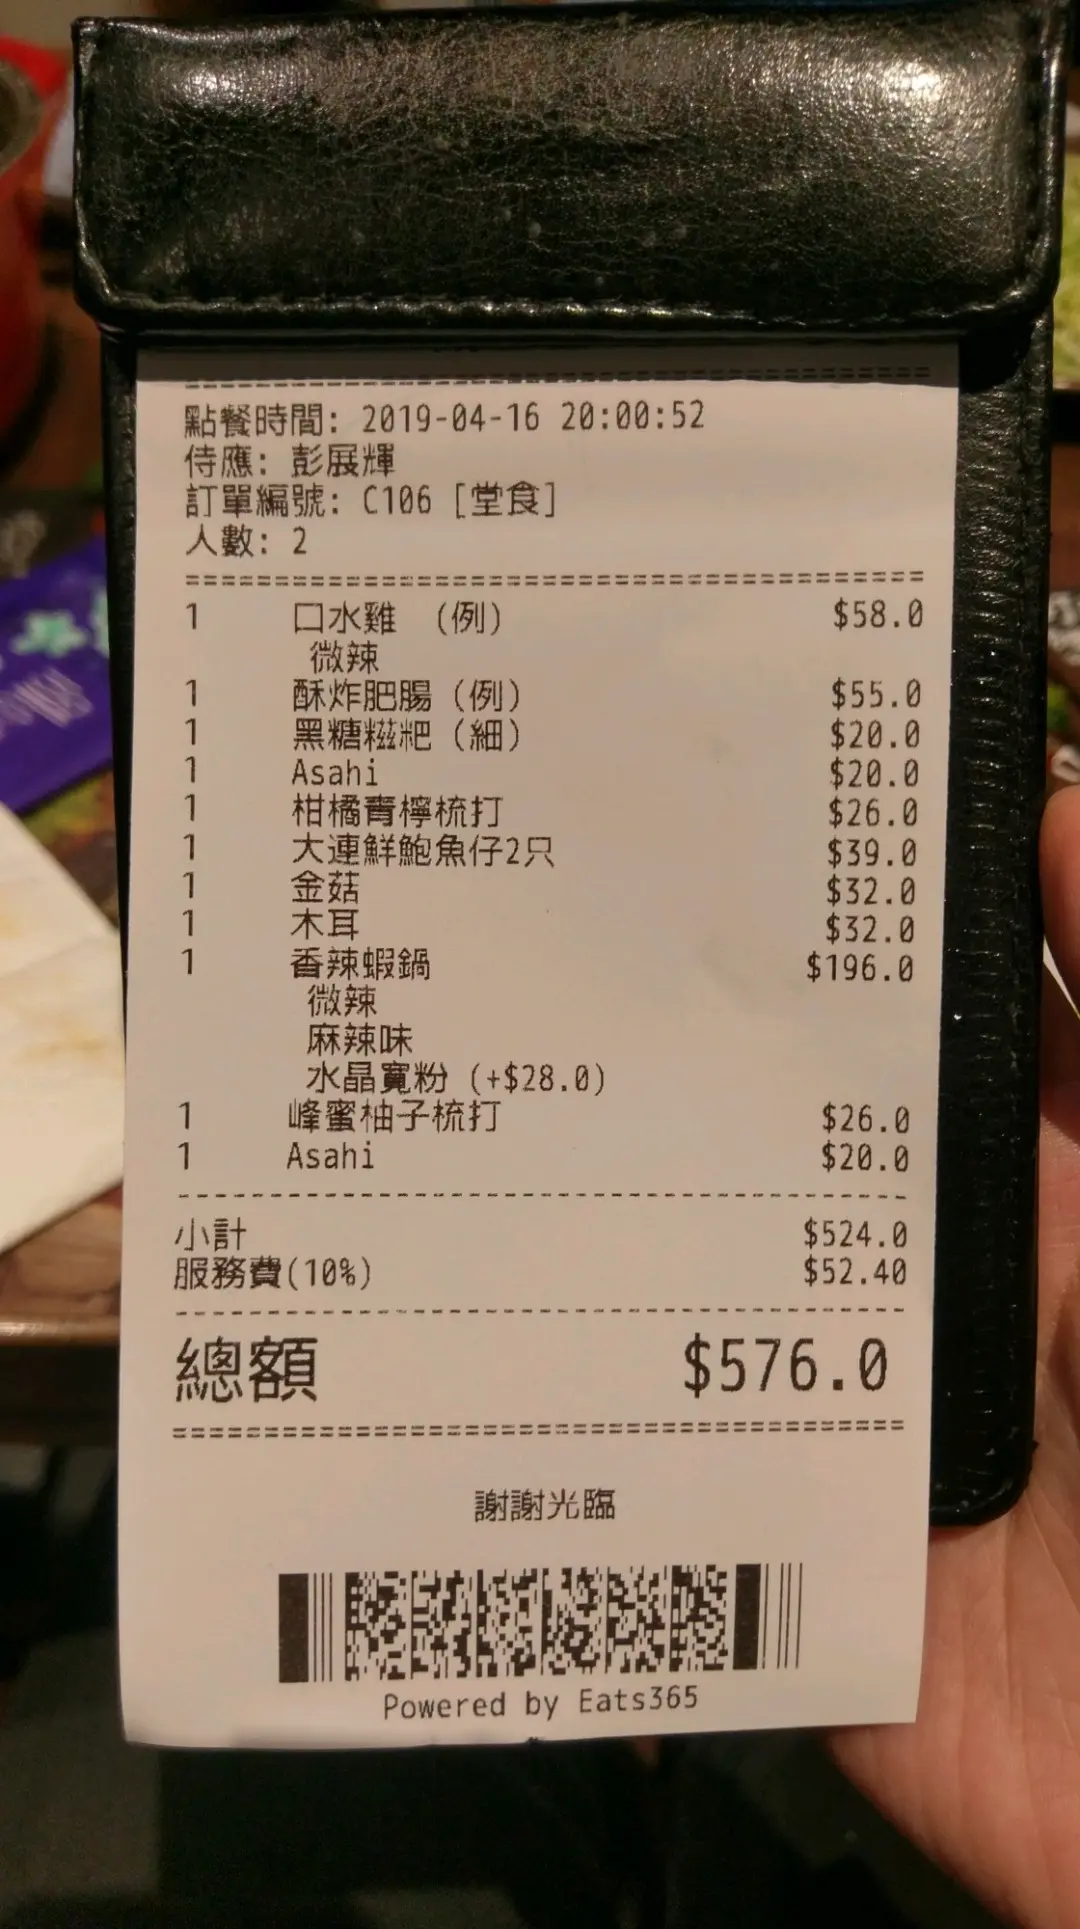 點餐時間: 2019-04-16 20:00:52
侍應: 彭展輝
訂單編號: C106 [堂食]
人數: 2
1 口水雞 (例) $58.0
微辣
1 酥炸肥腸 (例) $55.0
1 黑糖糍粑 (細) $20.0
1 Asahi $20.0
1 柑橘青檸梳打 $26.0
1 大連鮮鮑魚仔2只 $39.0
1 金菇 $32.0
1 木耳 $32.0
1 香辣蝦鍋 $196.0
微辣
麻辣味
水晶寬粉 (+$28.0)
1 蜂蜜柚子梳打 $26.0
1 Asahi $20.0
小計 $524.0
服務費(10%) $52.40
總額 $576.0
謝謝光臨
Powered by Eats365